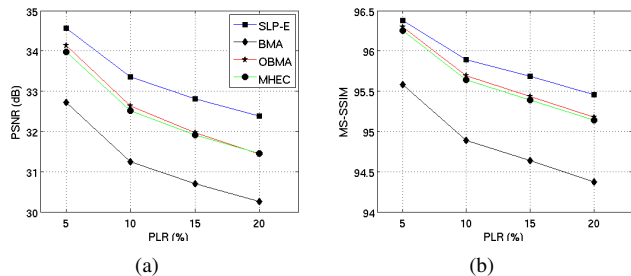 35
34
33
32
31
30
PSNR (dB)
5
10
15
20
PLR (%)
SLP-E
BMA
OBMA
MHEC
(a)
96.5
96
95.5
95
94.5
94
MS-SSIM
5
10
15
20
PLR (%)
(b)